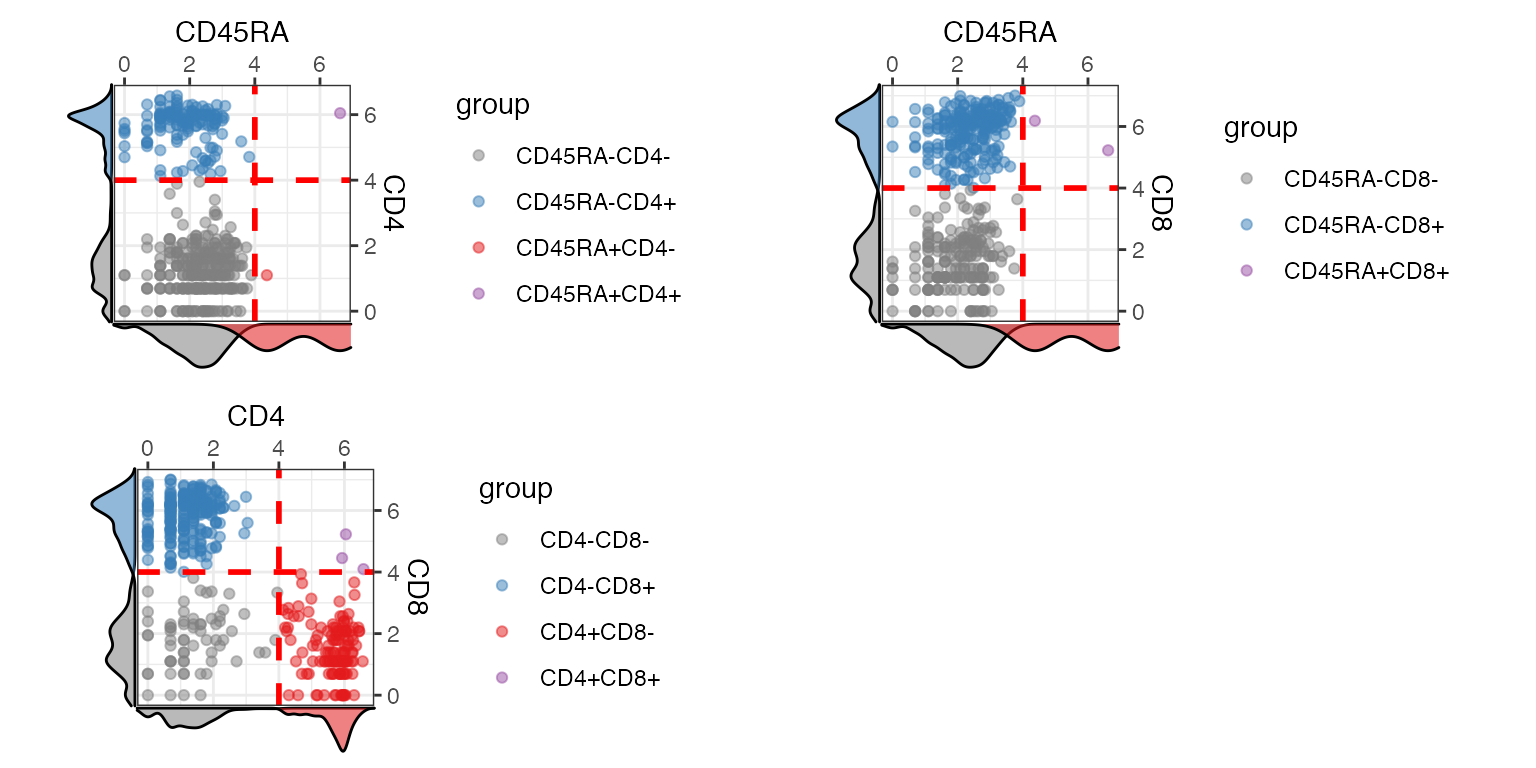 CD45RA
0 2 4 6
6
4
2
0
CD4
group
CD45RA-CD4-
CD45RA-CD4+
CD45RA+CD4-
CD45RA+CD4+
CD45RA
0 2 4 6
6
4
2
0
CD8
group
CD45RA-CD8-
CD45RA-CD8+
CD45RA+CD8+
CD4
0 2 4 6
6
4
2
0
CD8
group
CD4-CD8-
CD4-CD8+
CD4+CD8-
CD4+CD8+